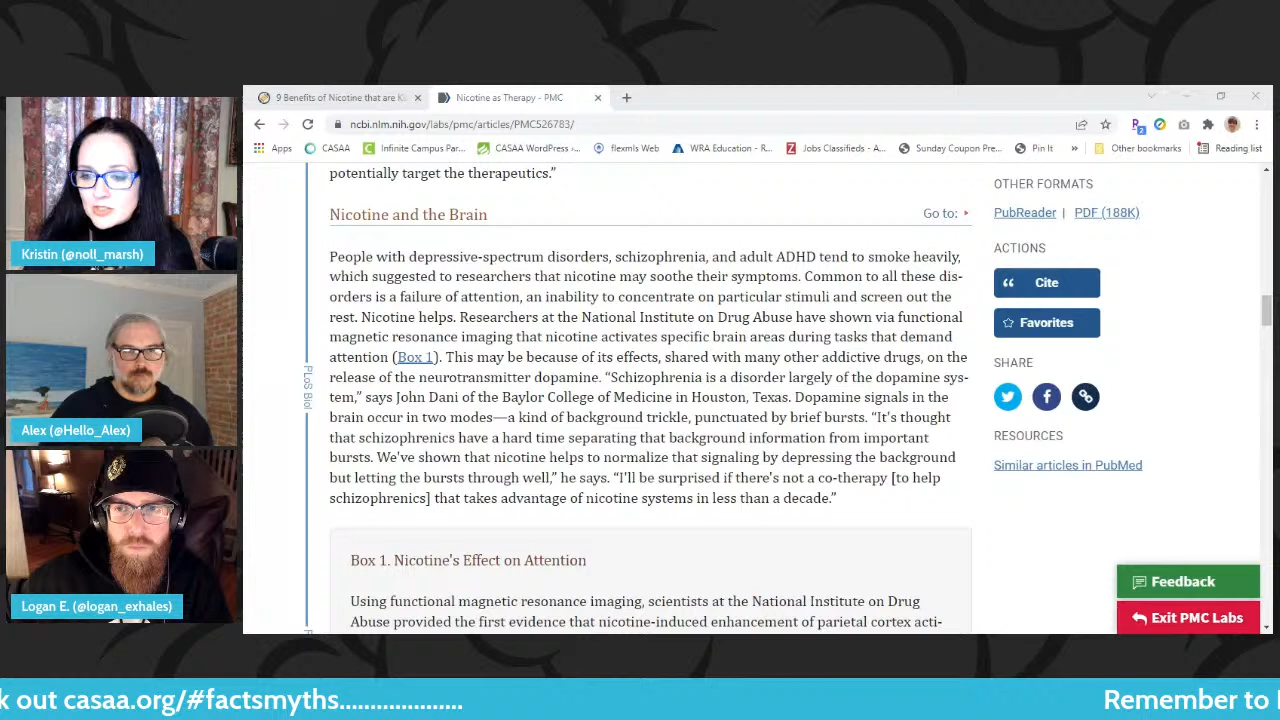 Kristin (@noll_marsh)
Alex (@Hello_Alex)
Logan E. (@logan_exhales)
9 Benefits of Nicotine that are K
Nicotine as Therapy - PMC
ncbi.nlm.nih.gov/labs/pmc/articles/PMC526783/
Apps CASAA Infinite Campus Par... CASAA WordPress ›... flexmls Web WRA Education - R... Jobs Classifieds - A... Sunday Coupon Pre... Pin It » Other bookmarks Reading list
potentially target the therapeutics.”
Nicotine and the Brain
Go to:
People with depressive-spectrum disorders, schizophrenia, and adult ADHD tend to smoke heavily,
which suggested to researchers that nicotine may soothe their symptoms. Common to all these dis-
orders is a failure of attention, an inability to concentrate on particular stimuli and screen out the
rest. Nicotine helps. Researchers at the National Institute on Drug Abuse have shown via functional
magnetic resonance imaging that nicotine activates specific brain areas during tasks that demand
attention (Box 1). This may be because of its effects, shared with many other addictive drugs, on the
release of the neurotransmitter dopamine. “Schizophrenia is a disorder largely of the dopamine sys-
tem,” says John Dani of the Baylor College of Medicine in Houston, Texas. Dopamine signals in the
brain occur in two modes—a kind of background trickle, punctuated by brief bursts. “It's thought
that schizophrenics have a hard time separating that background information from important
bursts. We've shown that nicotine helps to normalize that signaling by depressing the background
but letting the bursts through well,” he says. “I'll be surprised if there's not a co-therapy [to help
schizophrenics] that takes advantage of nicotine systems in less than a decade.”
Box 1. Nicotine's Effect on Attention
Using functional magnetic resonance imaging, scientists at the National Institute on Drug
Abuse provided the first evidence that nicotine-induced enhancement of parietal cortex acti-
PLoS Biol
OTHER FORMATS
PubReader | PDF (188K)
ACTIONS
Cite
Favorites
SHARE
RESOURCES
Similar articles in PubMed
Feedback
Exit PMC Labs
k out casaa.org/#factsmyths....................
Remember to